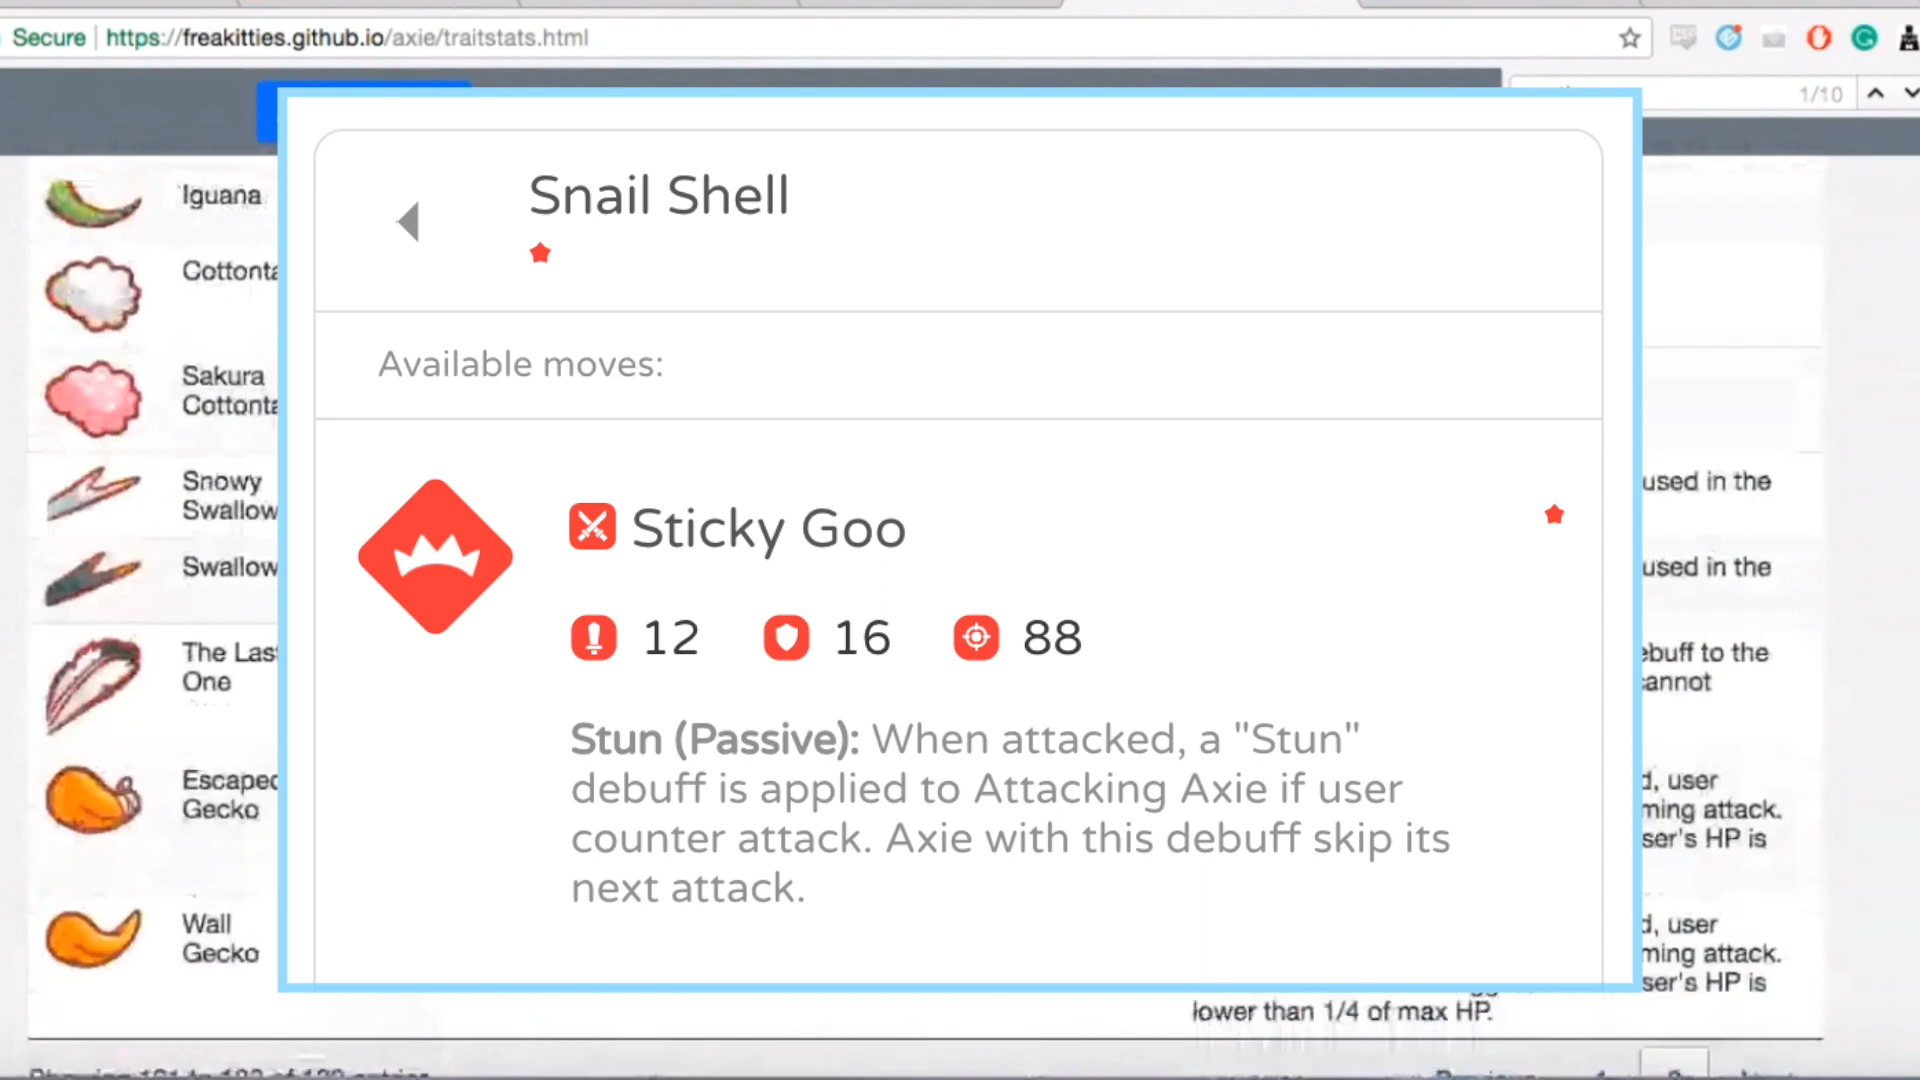 Secure https://freakitties.github.io/axie/traitstats.html
1/10
Snail Shell
Available moves:
Sticky Goo
12 16 88
Stun (Passive): When attacked, a "Stun"
debuff is applied to Attacking Axie if user
counter attack. Axie with this debuff skip its
next attack.
Iguana
Cottonta
Sakura
Cottonta
Snowy
Swallow
used in the
Swallow
used in the
The Las
One
ebuff to the
cannot
Escaped
Gecko
d, user
ming attack.
ser's HP is
Wall
Gecko
d, user
ming attack.
ser's HP is
lower than 1/4 of max HP.